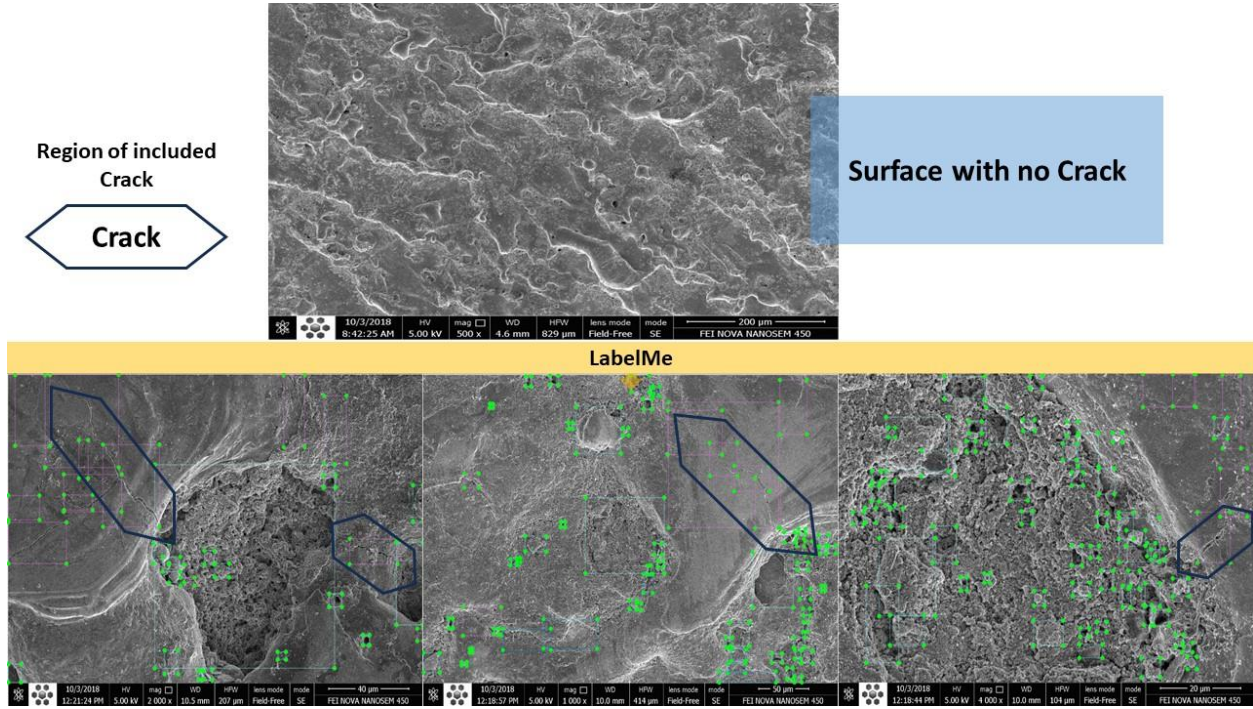 Region of included
Crack
Crack
Surface with no Crack
10/3/2018 HV mag WD HFW lens mode mode 200 µm
8:42:25 AM 5.00 kV 500 x 4.6 mm 829 µm Field-Free SE FEI NOVA NANOSEM 450
LabelMe
10/3/2018 HV mag WD HFW lens mode mode 40 µm
12:21:24 PM 5.00 kV 2 000 x 10.5 mm 207 µm Field-Free SE FEI NOVA NANOSEM 450
10/3/2018 HV mag WD HFW lens mode mode 50 µm
12:18:57 PM 5.00 kV 1 000 x 10.0 mm 414 µm Field-Free SE FEI NOVA NANOSEM 450
10/3/2018 HV mag WD HFW lens mode mode 20 µm
12:18:44 PM 5.00 kV 4 000 x 10.0 mm 104 µm Field-Free SE FEI NOVA NANOSEM 450